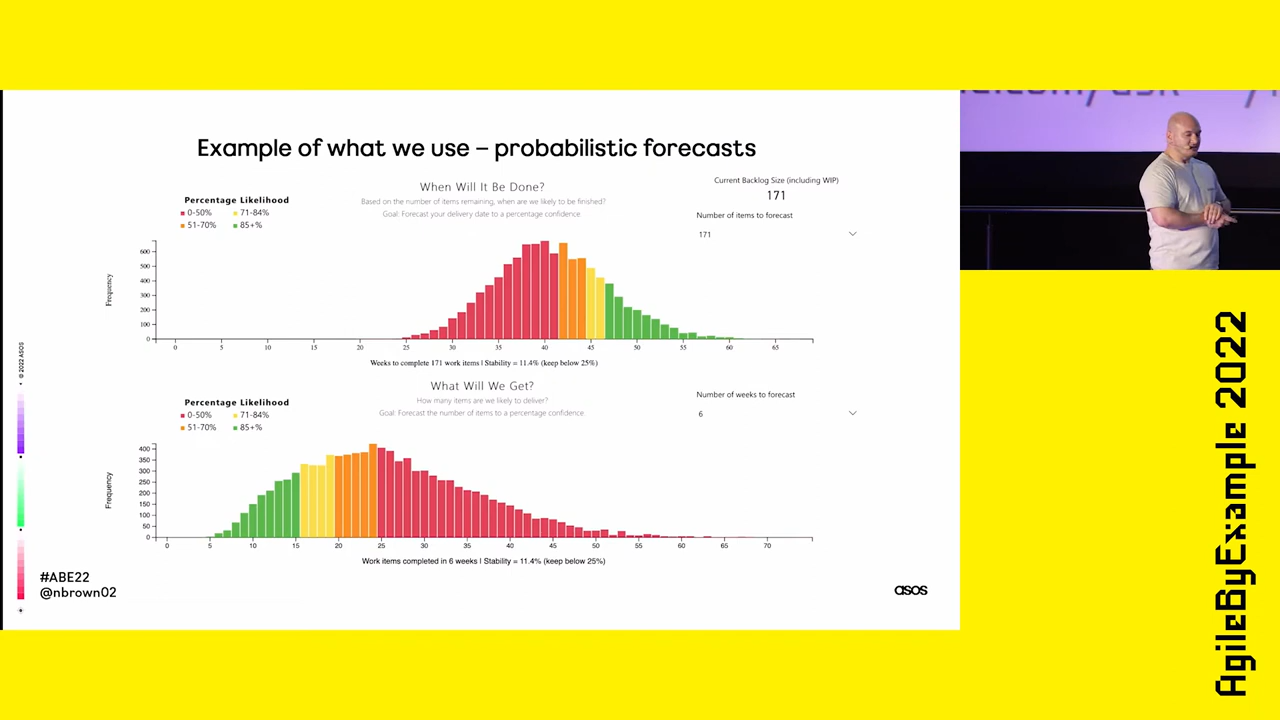 Example of what we use – probabilistic forecasts
When Will It Be Done?
Based on the number of items remaining, when are we likely to be finished?
Goal: Forecast your delivery date to a percentage confidence.
Percentage Likelihood
0-50% 71-84%
51-70% 85+%
Current Backlog Size (including WIP)
171
Number of items to forecast
171
Frequency
600
500
400
300
200
100
0
0 5 10 15 20 25 30 35 40 45 50 55 60 65
Weeks to complete 171 work items | Stability = 11.4% (keep below 25%)
What Will We Get?
How many items are we likely to deliver?
Goal: Forecast the number of items to a percentage confidence.
Percentage Likelihood
0-50% 71-84%
51-70% 85+%
Number of weeks to forecast
6
Frequency
400
350
300
250
200
150
100
50
0
0 5 10 15 20 25 30 35 40 45 50 55 60 65 70
Work items completed in 6 weeks | Stability = 11.4% (keep below 25%)
© 2022 ASOS
#ABE22
@nbrown02
asos
AgileByExample 2022